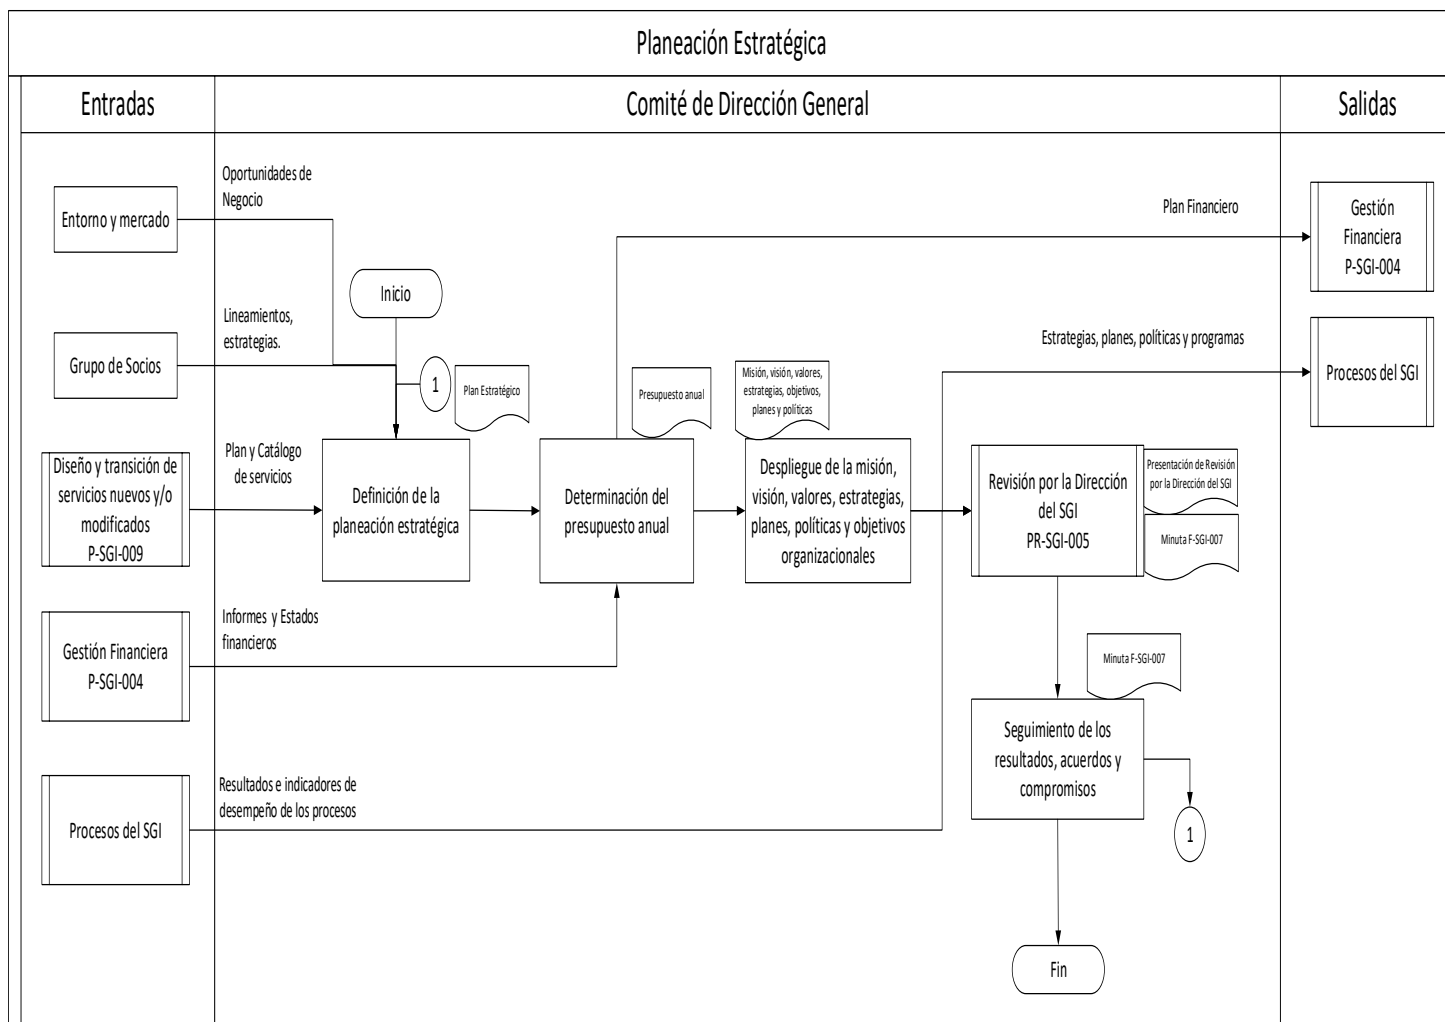 Planeación Estratégica
Entradas
Comité de Dirección General
Salidas
Oportunidades de
Negocio
Entorno y mercado
Plan Financiero
Gestión
Financiera
P-SGI-004
Inicio
Lineamientos,
estrategias.
Grupo de Socios
1
Plan Estratégico
Presupuesto anual
Misión, visión, valores,
estrategias, objetivos,
planes y políticas
Estrategias, planes, políticas y programas
Procesos del SGI
Plan y Catálogo
de servicios
Diseño y transición de
servicios nuevos y/o
modificados
P-SGI-009
Definición de la
planeación estratégica
Determinación del
presupuesto anual
Despliegue de la misión,
visión, valores, estrategias,
planes, políticas y objetivos
organizacionales
Revisión por la Dirección
del SGI
PR-SGI-005
Presentación de Revisión
por la Dirección del SGI
Minuta F-SGI-007
Informes y Estados
financieros
Gestión Financiera
P-SGI-004
Minuta F-SGI-007
Seguimiento de los
resultados, acuerdos y
compromisos
Resultados e indicadores de
desempeño de los procesos
Procesos del SGI
1
Fin